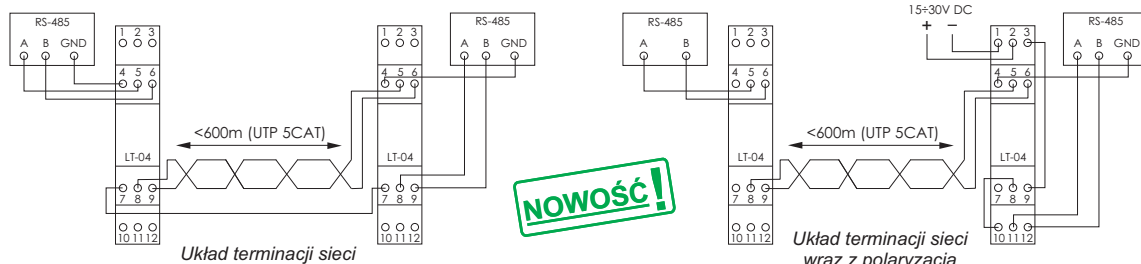 RS-485
A B GND
1 2 3
4 5 6
LT-04
7 8 9
10 11 12
<600m (UTP 5CAT)
1 2 3
4 5 6
LT-04
7 8 9
10 11 12
RS-485
A B GND
Układ terminacji sieci
NOWOŚĆ!
RS-485
A B
1 2 3
4 5 6
LT-04
7 8 9
10 11 12
<600m (UTP 5CAT)
15÷30V DC
+ −
1 2 3
4 5 6
LT-04
7 8 9
10 11 12
RS-485
A B GND
Układ terminacji sieci
wraz z polaryzacją